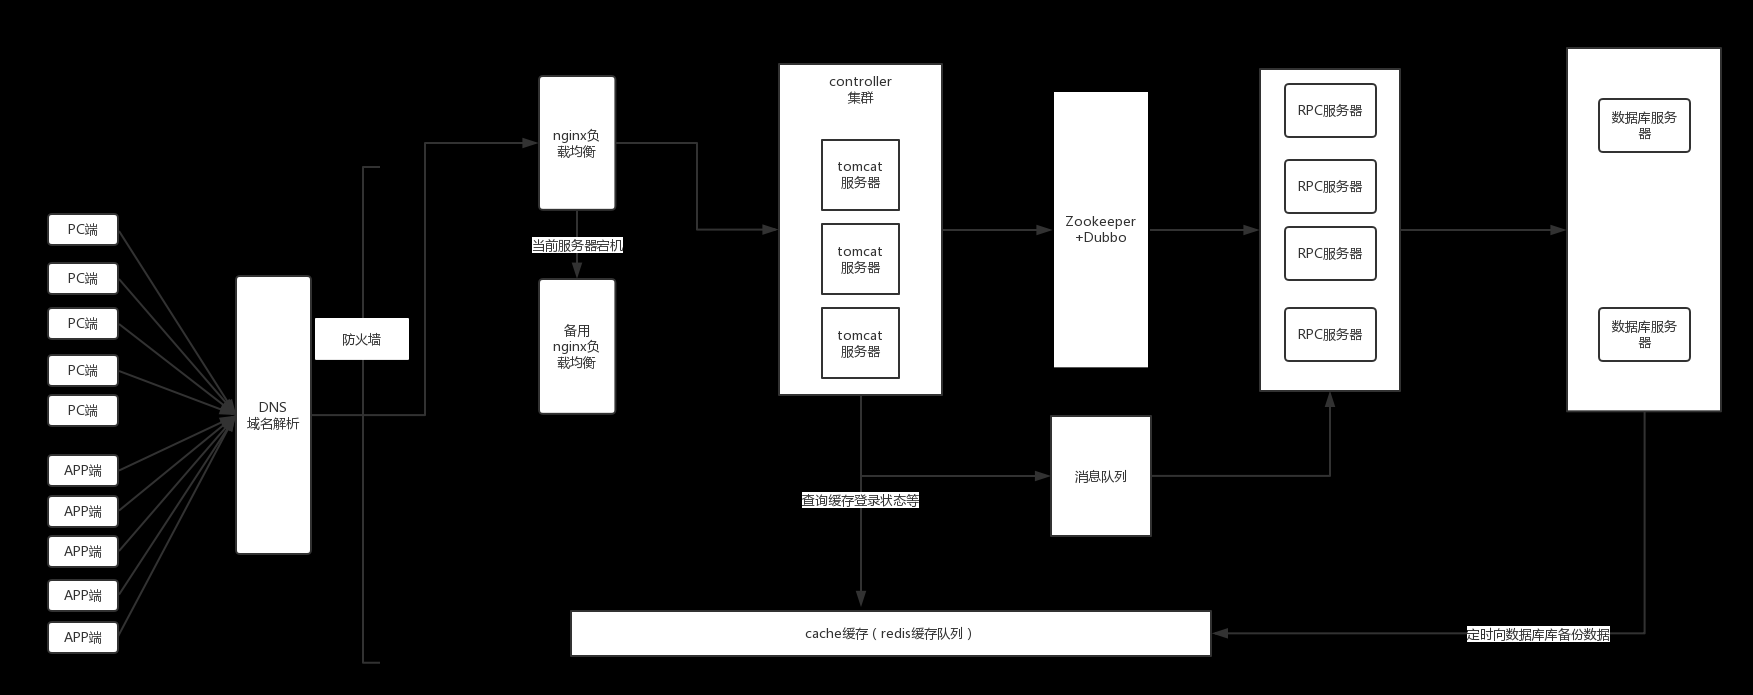 PC端
PC端
PC端
PC端
PC端
APP端
APP端
APP端
APP端
APP端
DNS
域名解析
防火墙
nginx负
载均衡
当前服务器宕机
备用
nginx负
载均衡
controller
集群
tomcat
服务器
tomcat
服务器
tomcat
服务器
Zookeeper
+Dubbo
RPC服务器
RPC服务器
RPC服务器
RPC服务器
数据库服务
器
数据库服务
器
消息队列
查询缓存登录状态等
cache缓存（redis缓存队列）
定时向数据库库备份数据